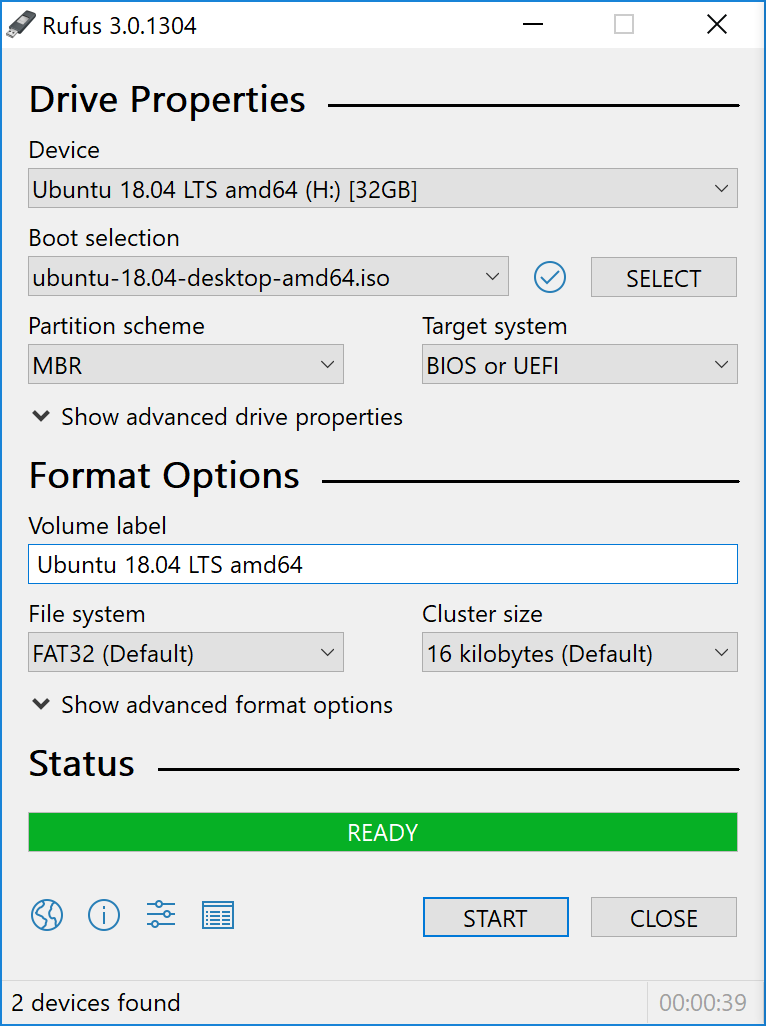 Rufus 3.0.1304
Drive Properties
Device
Ubuntu 18.04 LTS amd64 (H:) [32GB]
Boot selection
ubuntu-18.04-desktop-amd64.iso
SELECT
Partition scheme
Target system
MBR
BIOS or UEFI
Show advanced drive properties
Format Options
Volume label
Ubuntu 18.04 LTS amd64
File system
Cluster size
FAT32 (Default)
16 kilobytes (Default)
Show advanced format options
Status
READY
START
CLOSE
2 devices found
00:00:39